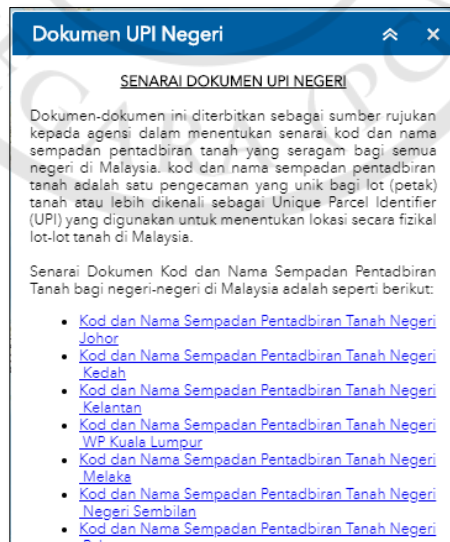 Dokumen UPI Negeri
SENARAI DOKUMEN UPI NEGERI
Dokumen-dokumen ini diterbitkan sebagai sumber rujukan
kepada agensi dalam menentukan senarai kod dan nama
sempadan pentadbiran tanah yang seragam bagi semua
negeri di Malaysia. kod dan nama sempadan pentadbiran
tanah adalah satu pengecaman yang unik bagi lot (petak)
tanah atau lebih dikenali sebagai Unique Parcel Identifier
(UPI) yang digunakan untuk menentukan lokasi secara fizikal
lot-lot tanah di Malaysia.
Senarai Dokumen Kod dan Nama Sempadan Pentadbiran
Tanah bagi negeri-negeri di Malaysia adalah seperti berikut:
• Kod dan Nama Sempadan Pentadbiran Tanah Negeri
Johor
• Kod dan Nama Sempadan Pentadbiran Tanah Negeri
Kedah
• Kod dan Nama Sempadan Pentadbiran Tanah Negeri
Kelantan
• Kod dan Nama Sempadan Pentadbiran Tanah Negeri
WP Kuala Lumpur
• Kod dan Nama Sempadan Pentadbiran Tanah Negeri
Melaka
• Kod dan Nama Sempadan Pentadbiran Tanah Negeri
Negeri Sembilan
• Kod dan Nama Sempadan Pentadbiran Tanah Negeri